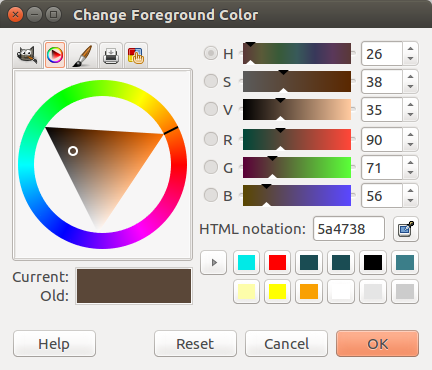 Change Foreground Color
H 26
S 38
V 35
R 90
G 71
B 56
HTML notation: 5a4738
Current:
Old:
Help Reset Cancel OK